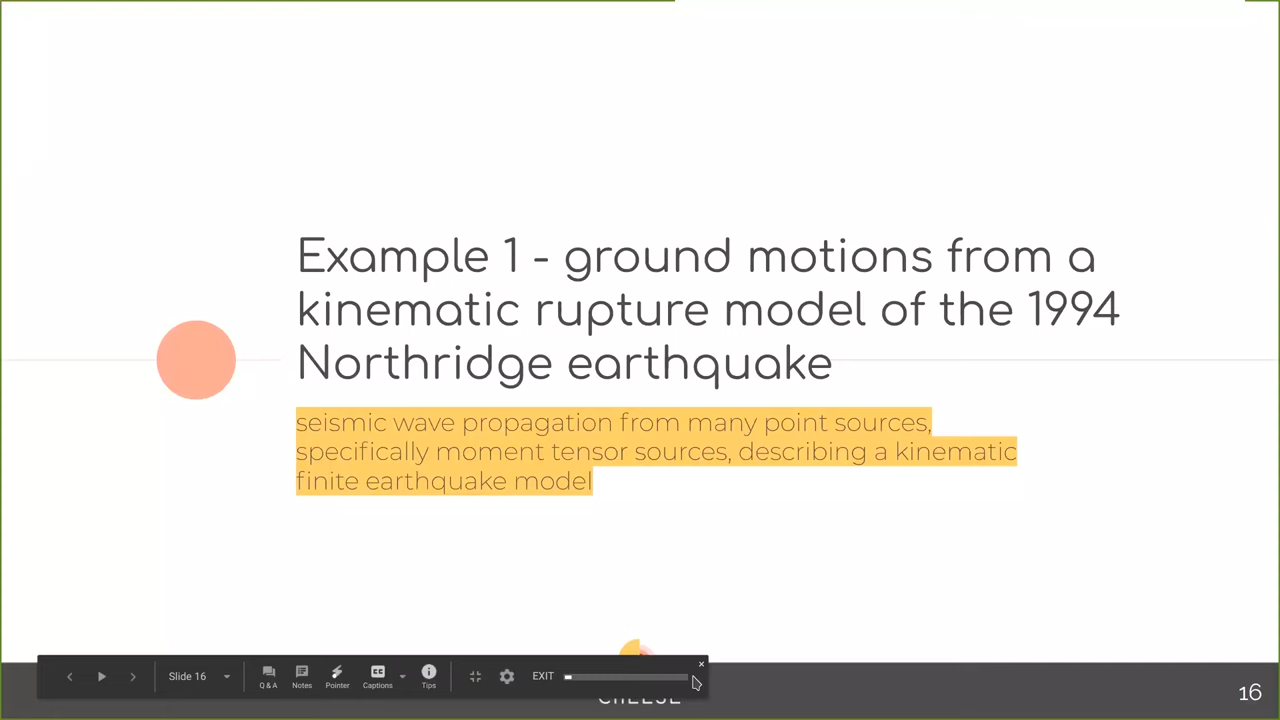 Example 1 - ground motions from a
kinematic rupture model of the 1994
Northridge earthquake
seismic wave propagation from many point sources,
specifically moment tensor sources, describing a kinematic
finite earthquake model
Slide 16
Q & A
Notes
Pointer
Captions
Tips
EXIT
16